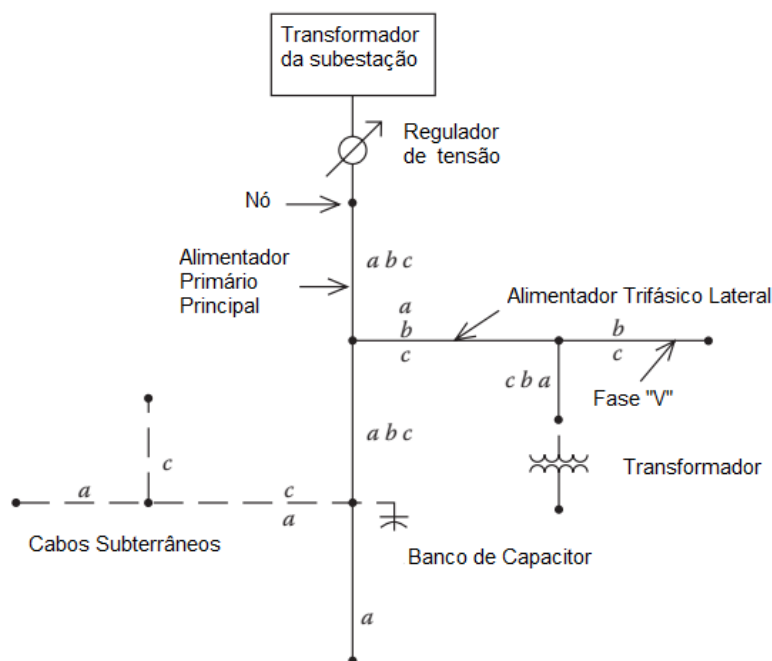 Transformador
da subestação
Regulador
de tensão
Nó
Alimentador
Primário
Principal
a b c
a
b
c
Alimentador Trifásico Lateral
b
c
Fase "V"
c b a
a b c
Transformador
c
a
c
a
Cabos Subterrâneos
Banco de Capacitor
a